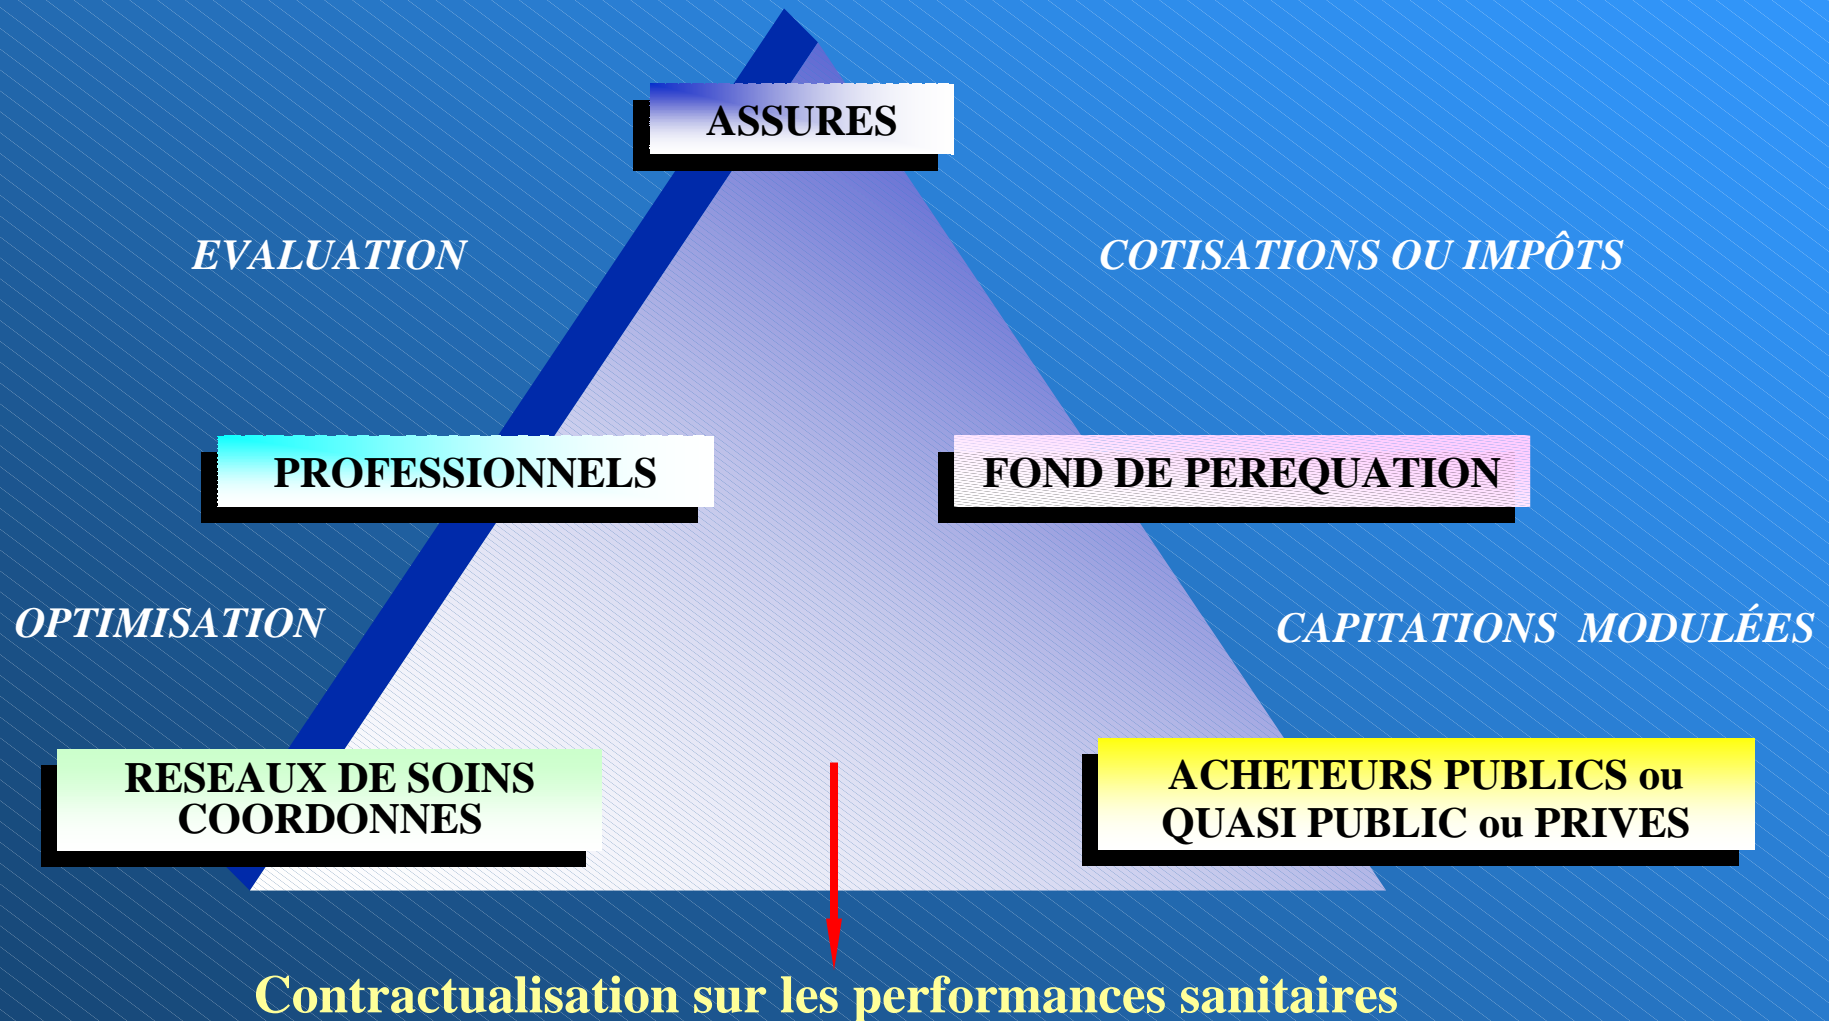 ASSURES
EVALUATION
COTISATIONS OU IMPÔTS
PROFESSIONNELS
FOND DE PEREQUATION
OPTIMISATION
CAPITATIONS MODULÉES
RESEAUX DE SOINS
COORDONNES
ACHETEURS PUBLICS ou
QUASI PUBLIC ou PRIVES
Contractualisation sur les performances sanitaires